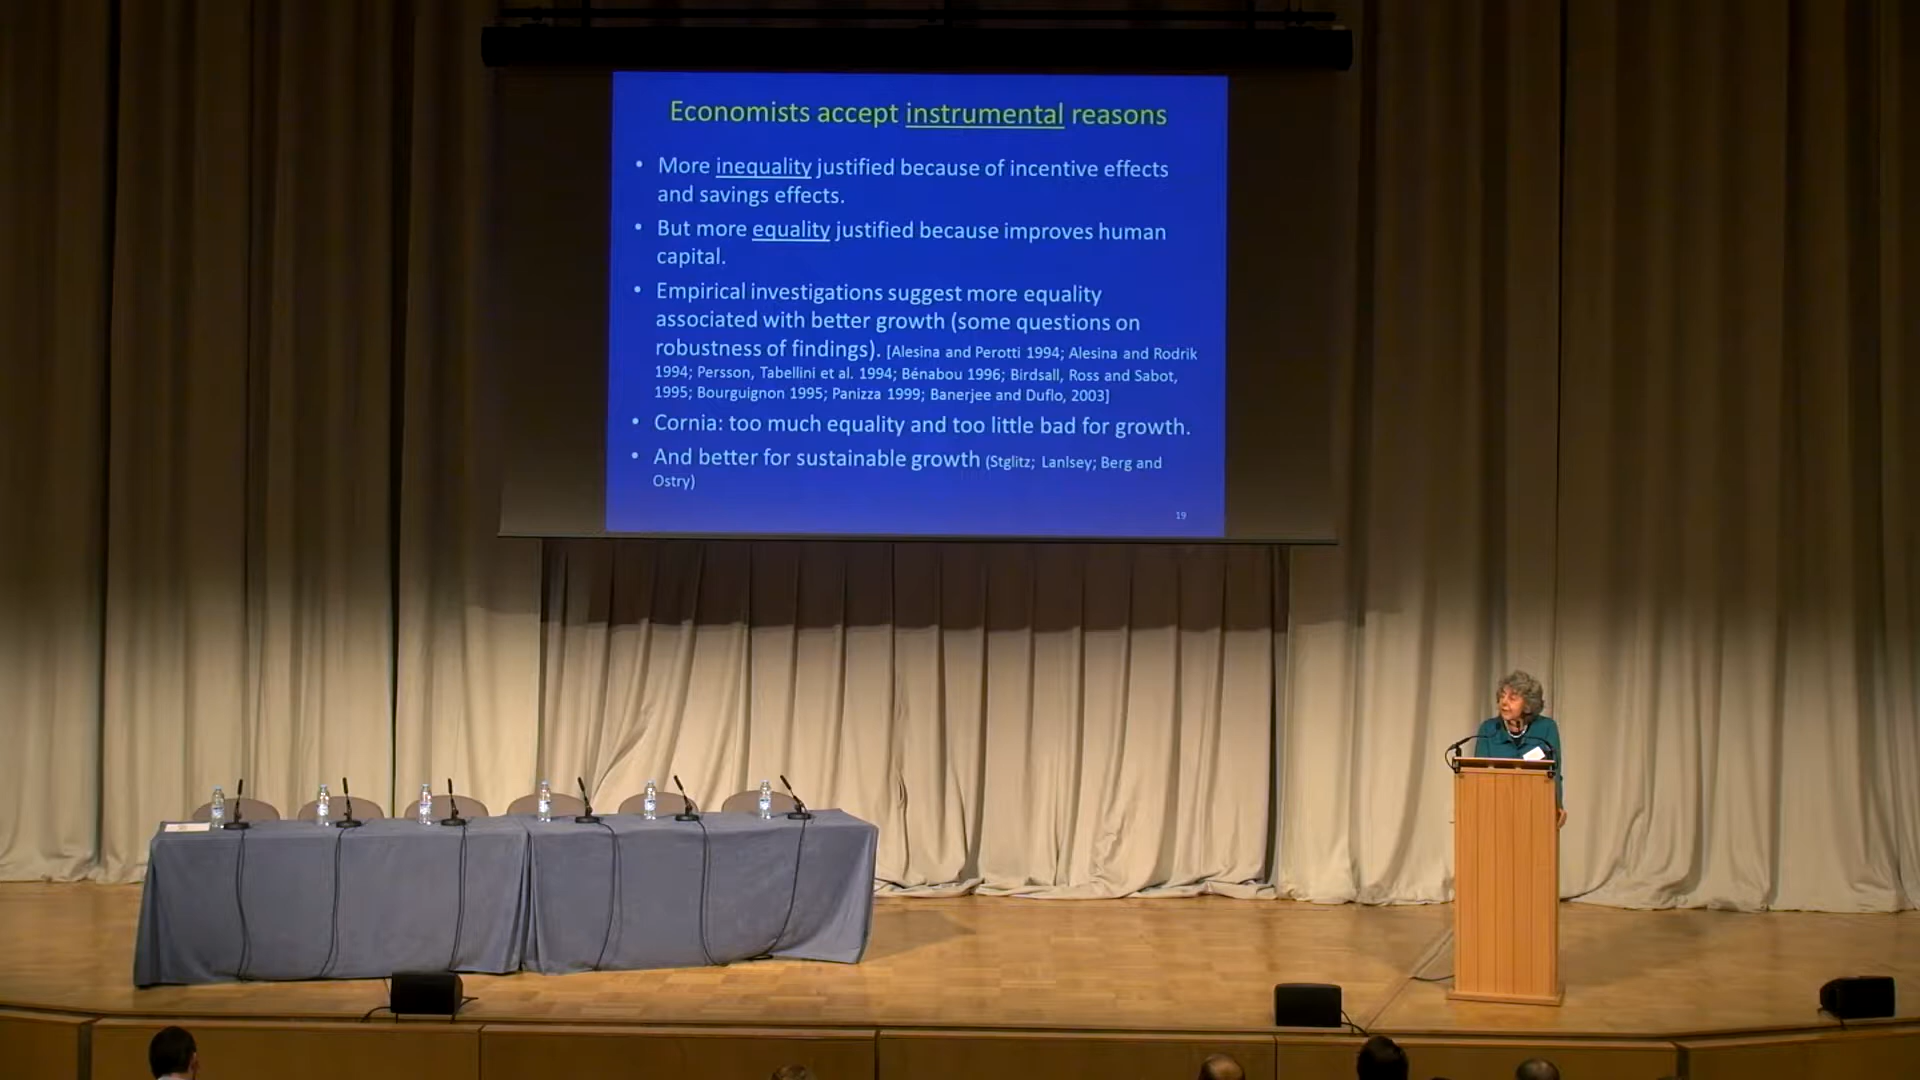 Economists accept instrumental reasons
• More inequality justified because of incentive effects
and savings effects.
• But more equality justified because improves human
capital.
• Empirical investigations suggest more equality
associated with better growth (some questions on
robustness of findings). [Alesina and Perotti 1994; Alesina and Rodrik
1994; Persson, Tabellini et al. 1994; Bénabou 1996; Birdsall, Ross and Sabot,
1995; Bourguignon 1995; Panizza 1999; Banerjee and Duflo, 2003]
• Cornia: too much equality and too little bad for growth.
• And better for sustainable growth (Stglitz; Lanlsey; Berg and
Ostry)
19